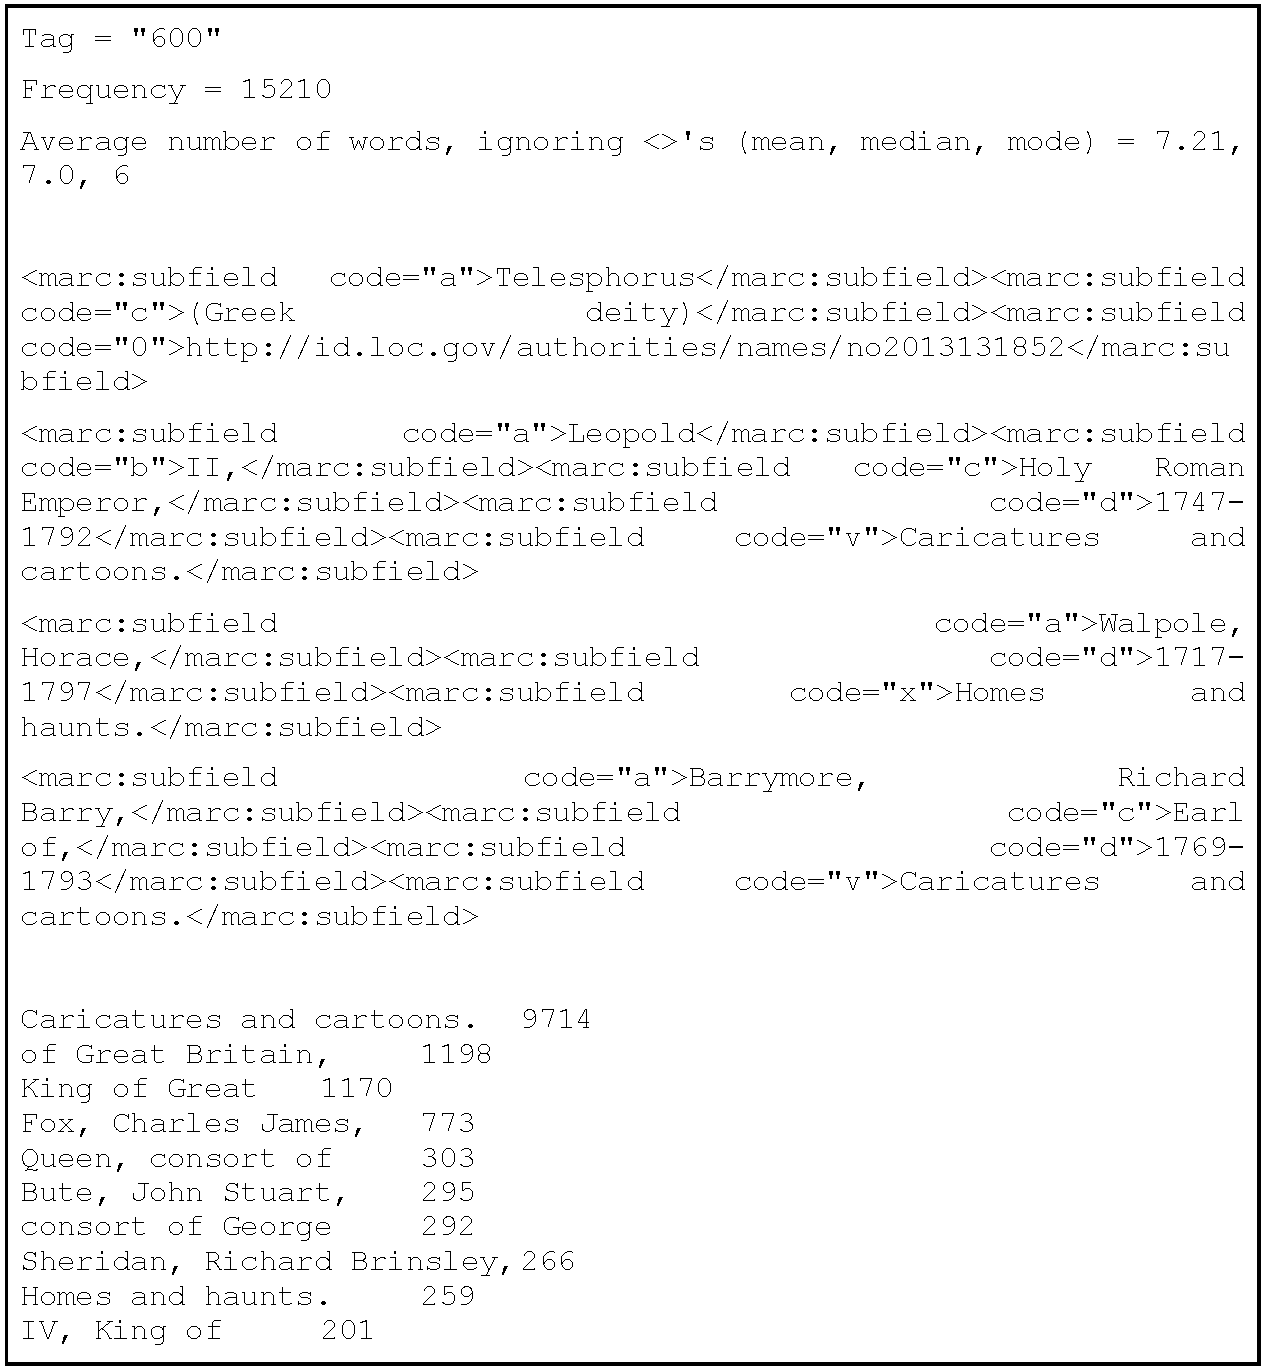 Tag = "600"
Frequency = 15210
Average number of words, ignoring <>'s (mean, median, mode) = 7.21,
7.0, 6
<marc:subfield code="a">Telesphorus</marc:subfield><marc:subfield
code="c">(Greek deity)</marc:subfield><marc:subfield
code="0">http://id.loc.gov/authorities/names/no2013131852</marc:su
bfield>
<marc:subfield code="a">Leopold</marc:subfield><marc:subfield
code="b">II,</marc:subfield><marc:subfield code="c">Holy Roman
Emperor,</marc:subfield><marc:subfield code="d">1747-
1792</marc:subfield><marc:subfield code="v">Caricatures and
cartoons.</marc:subfield>
<marc:subfield code="a">Walpole,
Horace,</marc:subfield><marc:subfield code="d">1717-
1797</marc:subfield><marc:subfield code="x">Homes and
haunts.</marc:subfield>
<marc:subfield code="a">Barrymore, Richard
Barry,</marc:subfield><marc:subfield code="c">Earl
of,</marc:subfield><marc:subfield code="d">1769-
1793</marc:subfield><marc:subfield code="v">Caricatures and
cartoons.</marc:subfield>
Caricatures and cartoons. 9714
of Great Britain, 1198
King of Great 1170
Fox, Charles James, 773
Queen, consort of 303
Bute, John Stuart, 295
consort of George 292
Sheridan, Richard Brinsley, 266
Homes and haunts. 259
IV, King of 201